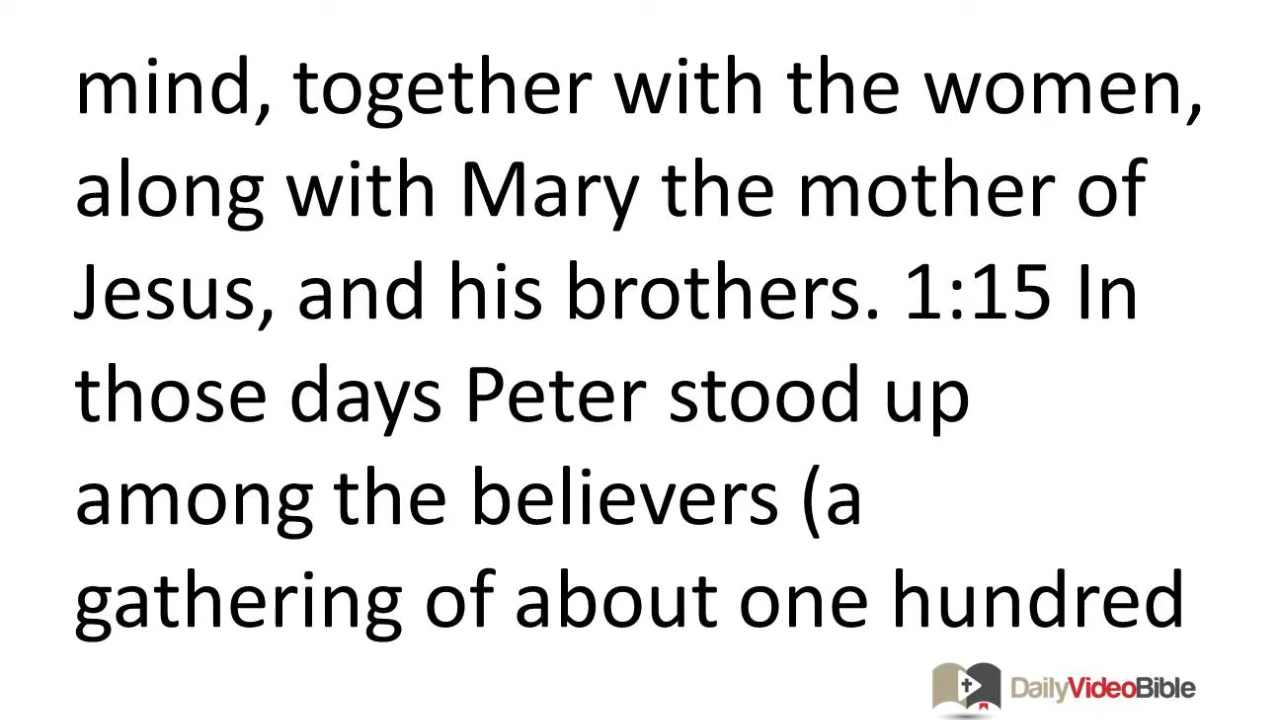 mind, together with the women,
along with Mary the mother of
Jesus, and his brothers. 1:15 In
those days Peter stood up
among the believers (a
gathering of about one hundred
DailyVideoBible